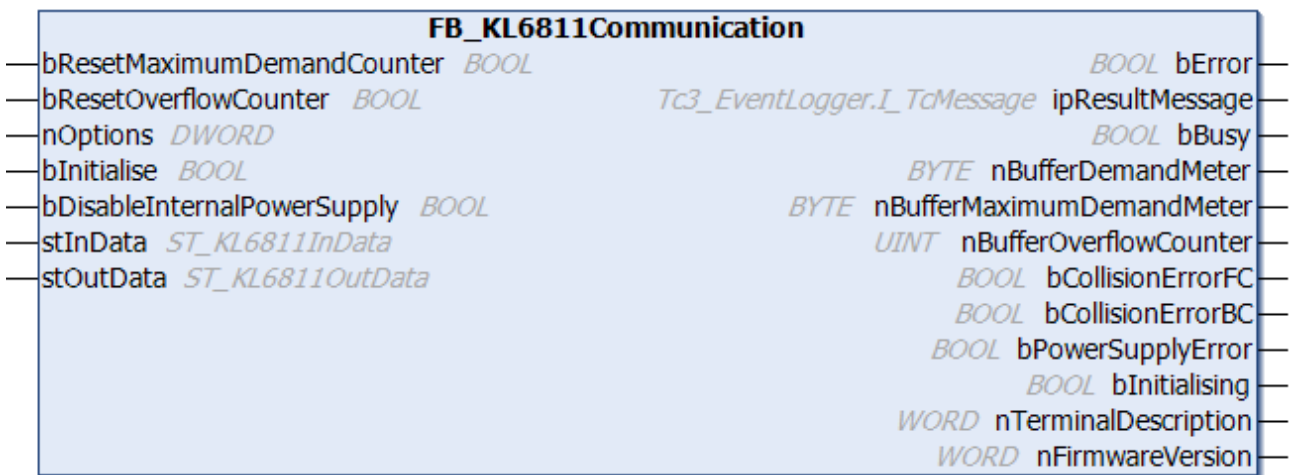 FB_KL6811Communication
bResetMaximumDemandCounter BOOL BOOL bError
bResetOverflowCounter BOOL Tc3_EventLogger.I_TcMessage ipResultMessage
nOptions DWORD BOOL bBusy
bInitialise BOOL BYTE nBufferDemandMeter
bDisableInternalPowerSupply BOOL BYTE nBufferMaximumDemandMeter
stInData ST_KL6811InData UINT nBufferOverflowCounter
stOutData ST_KL6811OutData BOOL bCollisionErrorFC
BOOL bCollisionErrorBC
BOOL bPowerSupplyError
BOOL bInitialising
WORD nTerminalDescription
WORD nFirmwareVersion